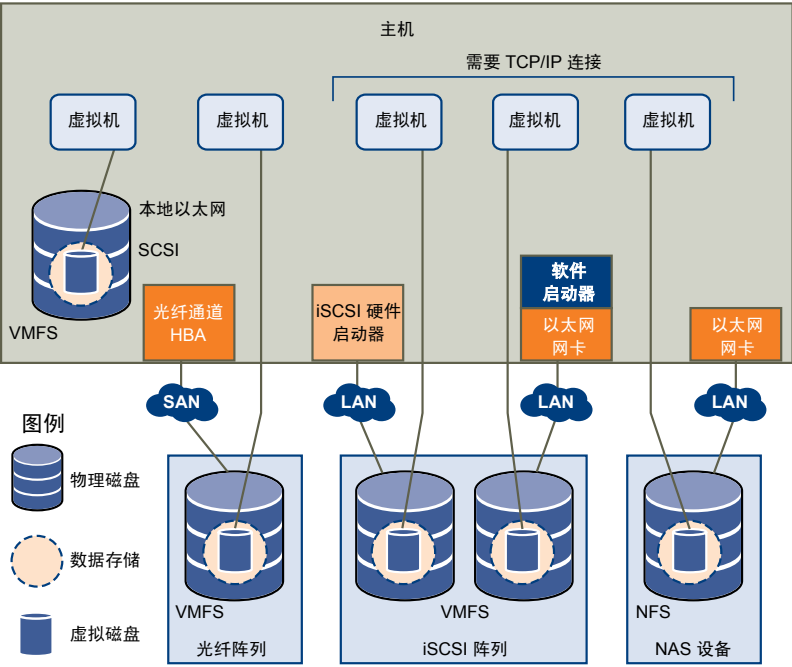 主机
需要 TCP/IP 连接
虚拟机
虚拟机
虚拟机
虚拟机
虚拟机
本地以太网
SCSI
VMFS
光纤通道
HBA
iSCSI 硬件
启动器
软件
启动器
以太网
网卡
以太网
网卡
SAN
LAN
LAN
LAN
图例
物理磁盘
数据存储
虚拟磁盘
VMFS
光纤阵列
VMFS
iSCSI 阵列
NFS
NAS 设备